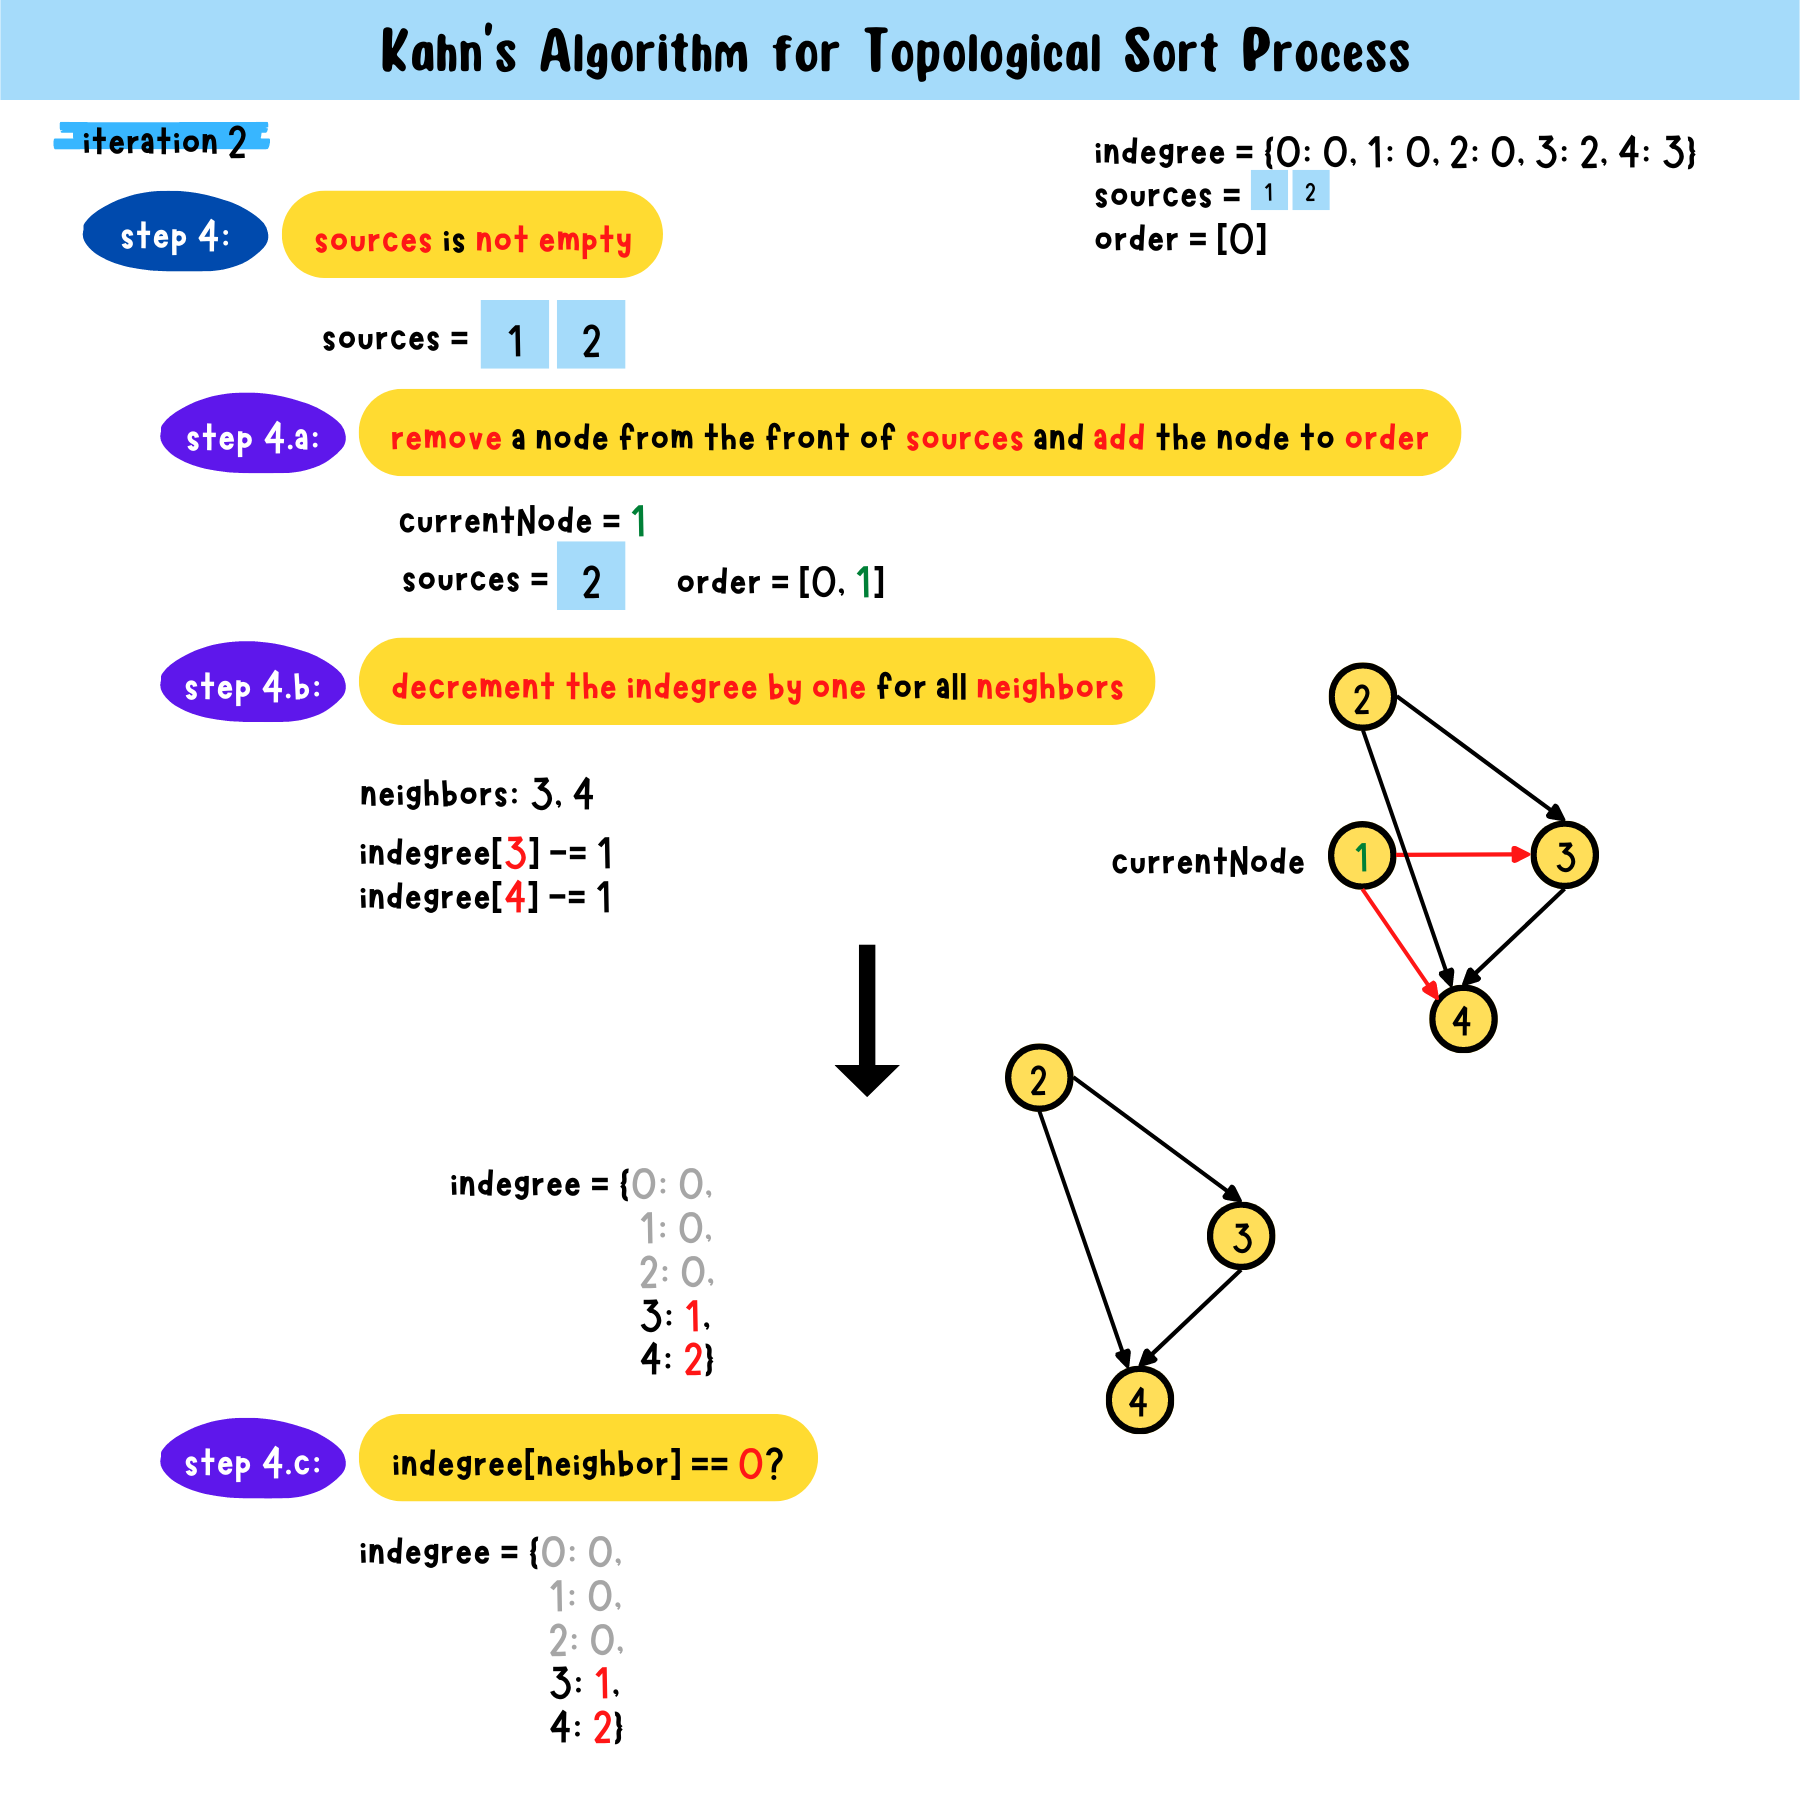 Kahn's Algorithm for Topological Sort Process
iteration 2
indegree = {0: 0, 1: 0, 2: 0, 3: 2, 4: 3}
sources = 1 2
order = [0]
step 4: sources is not empty
sources = 1 2
step 4.a: remove a node from the front of sources and add the node to order
currentNode = 1
sources = 2 order = [0, 1]
step 4.b: decrement the indegree by one for all neighbors
neighbors: 3, 4
indegree[3] -= 1
indegree[4] -= 1
2
currentNode 1 3
4
indegree = {0: 0,
1: 0,
2: 0,
3: 1,
4: 2}
2
3
4
step 4.c: indegree[neighbor] == 0?
indegree = {0: 0,
1: 0,
2: 0,
3: 1,
4: 2}